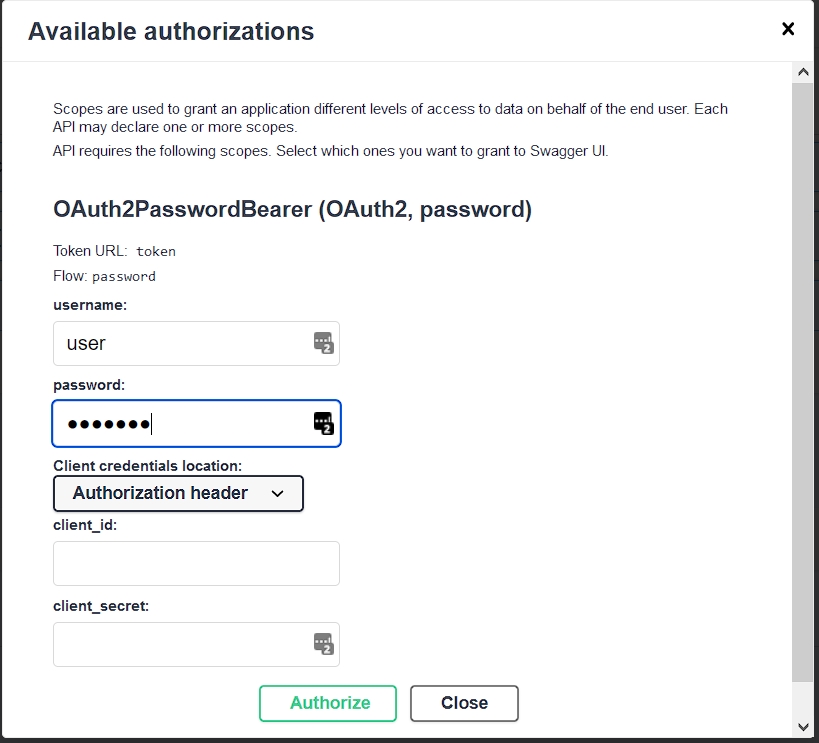 Available authorizations
Scopes are used to grant an application different levels of access to data on behalf of the end user. Each
API may declare one or more scopes.
API requires the following scopes. Select which ones you want to grant to Swagger UI.
OAuth2PasswordBearer (OAuth2, password)
Token URL: token
Flow: password
username:
user
2
password:
●●●●●●●
2
Client credentials location:
Authorization header
client_id:
client_secret:
2
Authorize Close